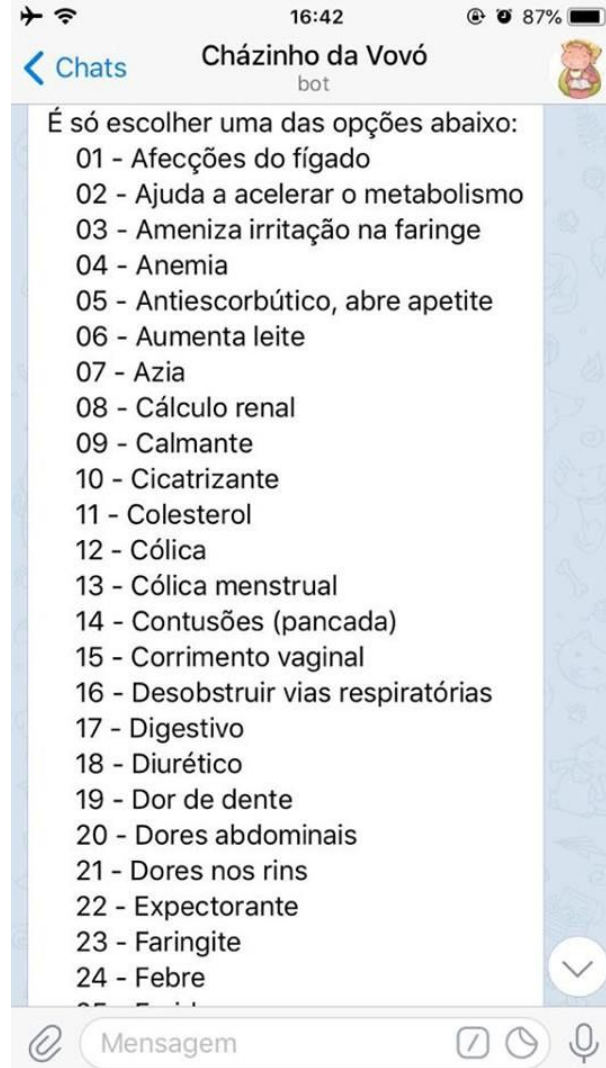 16:42
87%
Chats
Cházinho da Vovó
bot
É só escolher uma das opções abaixo:
01 - Afecções do fígado
02 - Ajuda a acelerar o metabolismo
03 - Ameniza irritação na faringe
04 - Anemia
05 - Antiescorbútico, abre apetite
06 - Aumenta leite
07 - Azia
08 - Cálculo renal
09 - Calmante
10 - Cicatrizante
11 - Colesterol
12 - Cólica
13 - Cólica menstrual
14 - Contusões (pancada)
15 - Corrimento vaginal
16 - Desobstruir vias respiratórias
17 - Digestivo
18 - Diurético
19 - Dor de dente
20 - Dores abdominais
21 - Dores nos rins
22 - Expectorante
23 - Faringite
24 - Febre
Mensagem